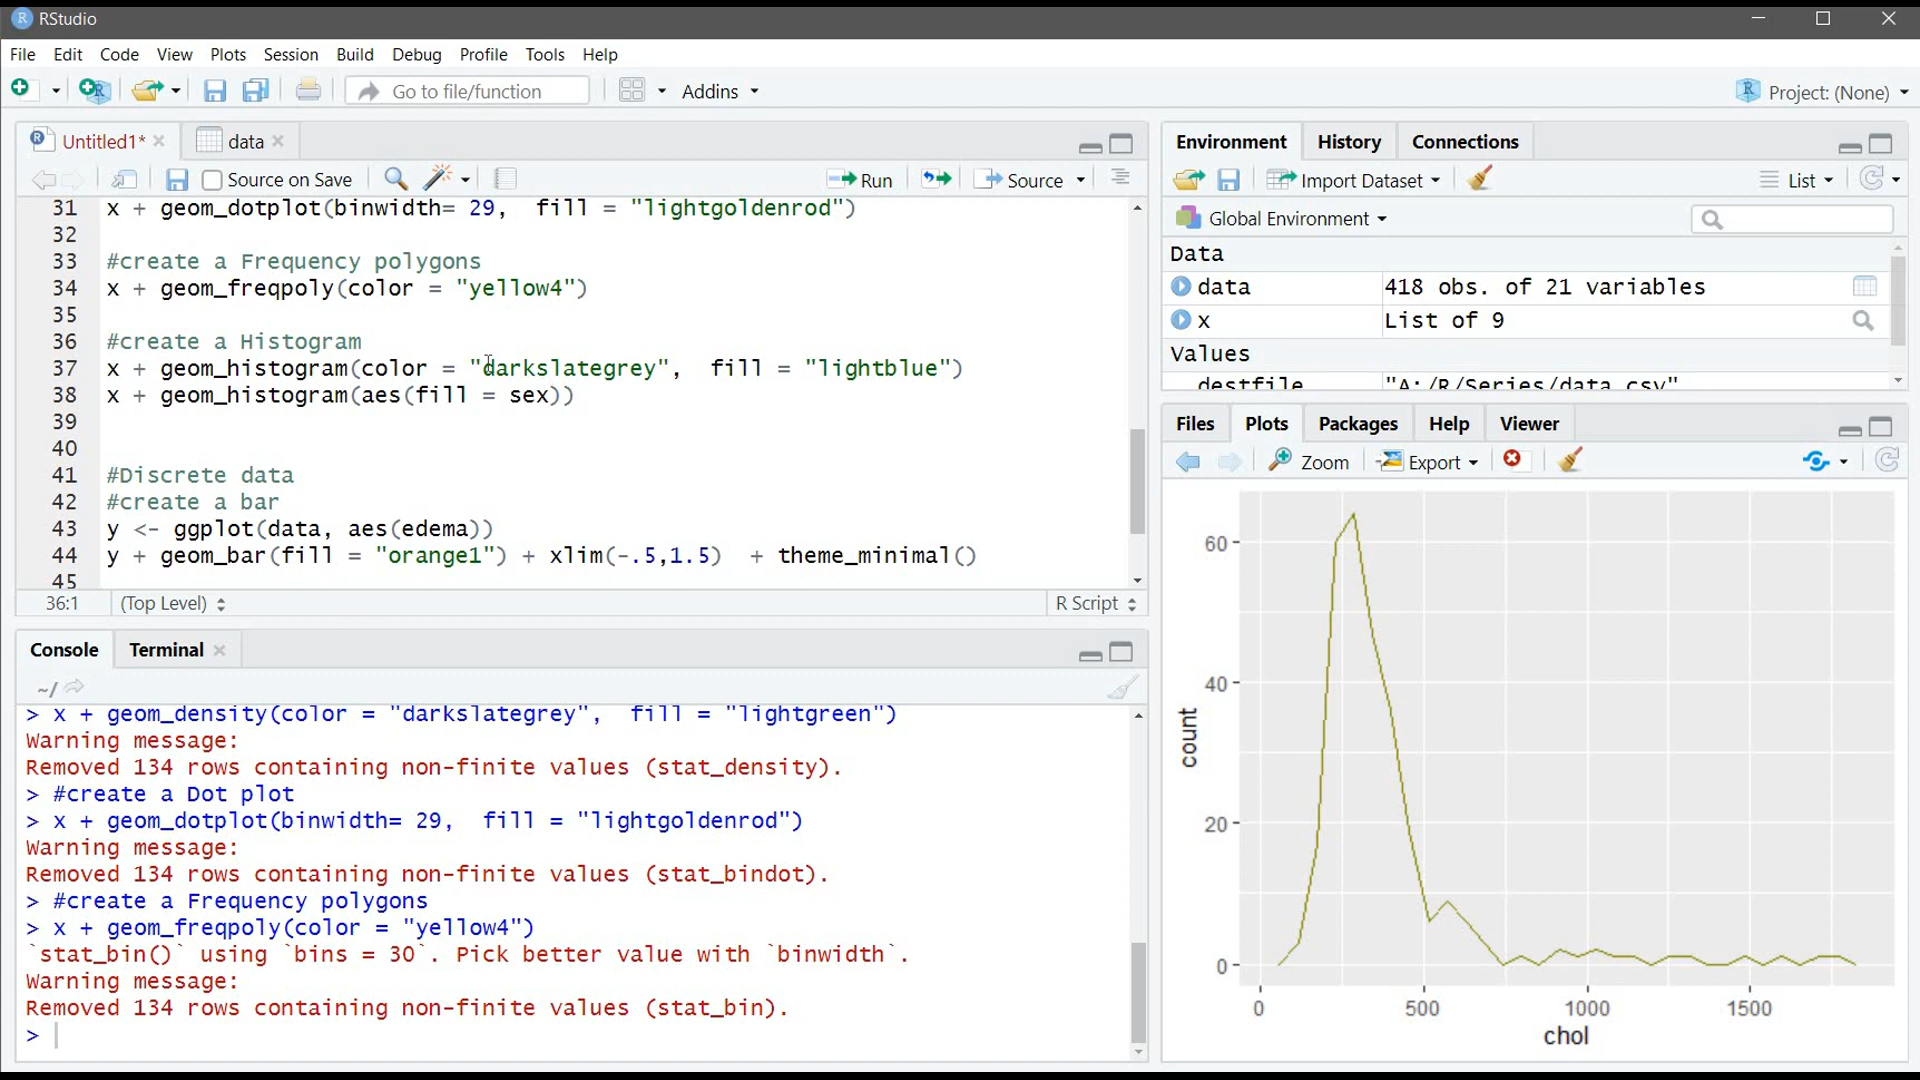 RStudio
File Edit Code View Plots Session Build Debug Profile Tools Help
Go to file/function Addins Project: (None)
Untitled1* data
Source on Save Run Source
31 x + geom_dotplot(binwidth= 29,  fill = "lightgoldenrod")
32
33 #create a Frequency polygons
34 x + geom_freqpoly(color = "yellow4")
35
36 #create a Histogram
37 x + geom_histogram(color = "darkslategrey",  fill = "lightblue")
38 x + geom_histogram(aes(fill = sex))
39
40
41 #Discrete data
42 #create a bar
43 y <- ggplot(data, aes(edema))
44 y + geom_bar(fill = "orange1") + xlim(-.5,1.5)  + theme_minimal()
45
36:1 (Top Level) R Script
Console Terminal
~/
> x + geom_density(color = "darkslategrey",  fill = "lightgreen")
Warning message:
Removed 134 rows containing non-finite values (stat_density).
> #create a Dot plot
> x + geom_dotplot(binwidth= 29,  fill = "lightgoldenrod")
Warning message:
Removed 134 rows containing non-finite values (stat_bindot).
> #create a Frequency polygons
> x + geom_freqpoly(color = "yellow4")
`stat_bin()` using `bins = 30`. Pick better value with `binwidth`.
Warning message:
Removed 134 rows containing non-finite values (stat_bin).
>
Environment History Connections
Import Dataset List
Global Environment
Data
data 418 obs. of 21 variables
x List of 9
Values
destfile "A:/R/Series/data.csv"
Files Plots Packages Help Viewer
Zoom Export
60
40
20
0
count
0 500 1000 1500
chol